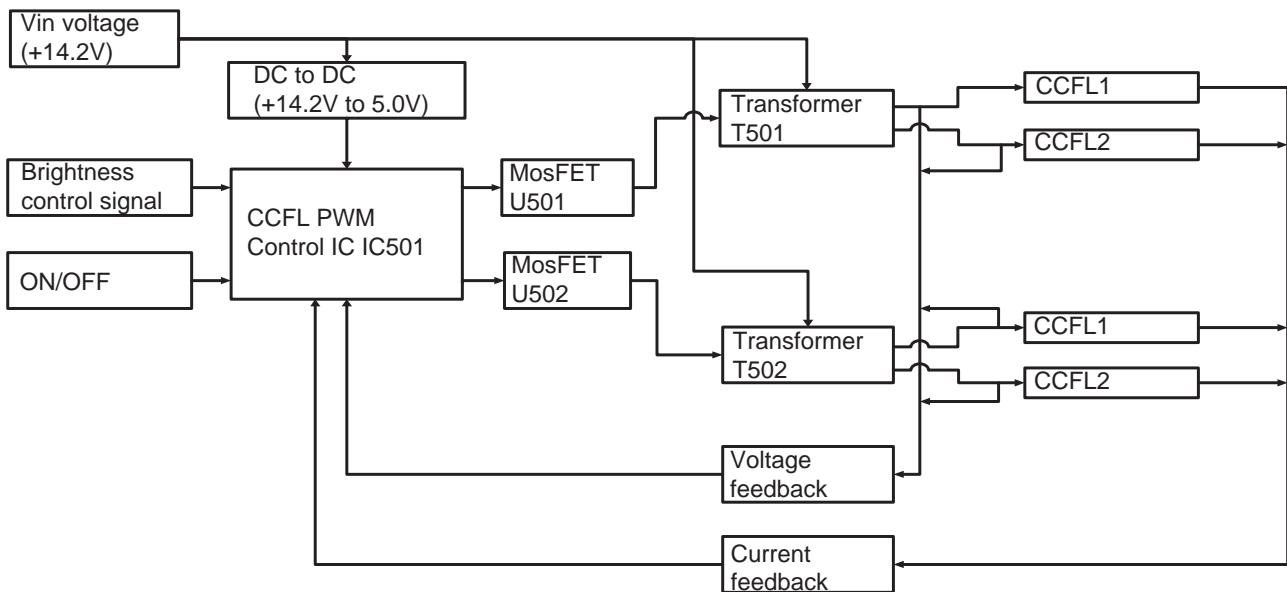 Vin voltage
(+14.2V)
DC to DC
(+14.2V to 5.0V)
Transformer
T501
CCFL1
CCFL2
Brightness
control signal
CCFL PWM
Control IC IC501
MosFET
U501
ON/OFF
MosFET
U502
Transformer
T502
CCFL1
CCFL2
Voltage
feedback
Current
feedback